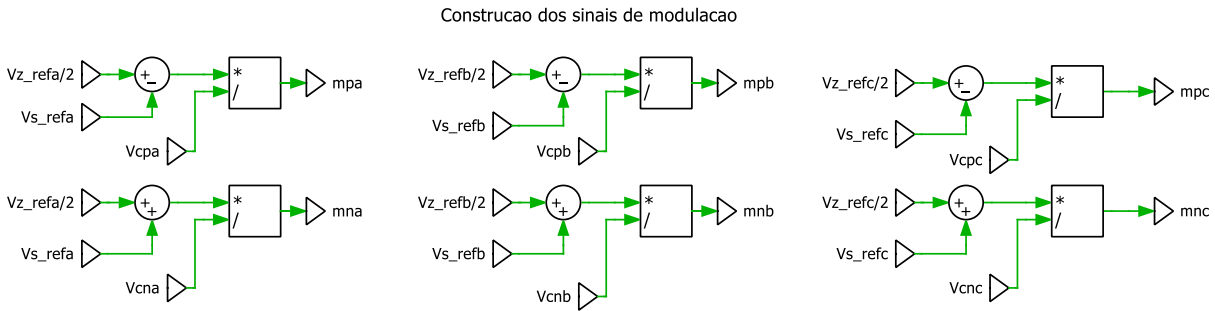 Construcao dos sinais de modulacao
Vz_refa/2
+
-
*
/
mpa
Vs_refa
Vcpa
Vz_refb/2
+
-
*
/
mpb
Vs_refb
Vcpb
Vz_refc/2
+
-
*
/
mpc
Vs_refc
Vcpc
Vz_refa/2
+
+
*
/
mna
Vs_refa
Vcna
Vz_refb/2
+
+
*
/
mnb
Vs_refb
Vcnb
Vz_refc/2
+
+
*
/
mnc
Vs_refc
Vcnc